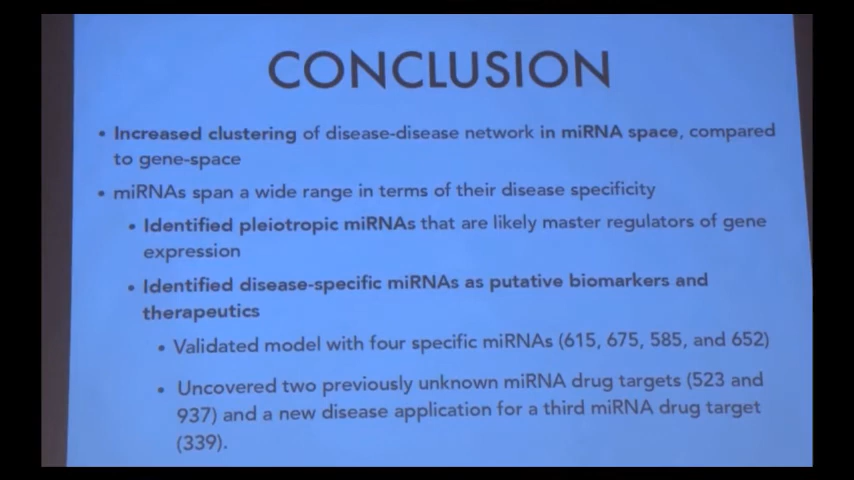 CONCLUSION
• Increased clustering of disease-disease network in miRNA space, compared
to gene-space
• miRNAs span a wide range in terms of their disease specificity
• Identified pleiotropic miRNAs that are likely master regulators of gene
expression
• Identified disease-specific miRNAs as putative biomarkers and
therapeutics
• Validated model with four specific miRNAs (615, 675, 585, and 652)
• Uncovered two previously unknown miRNA drug targets (523 and
937) and a new disease application for a third miRNA drug target
(339).